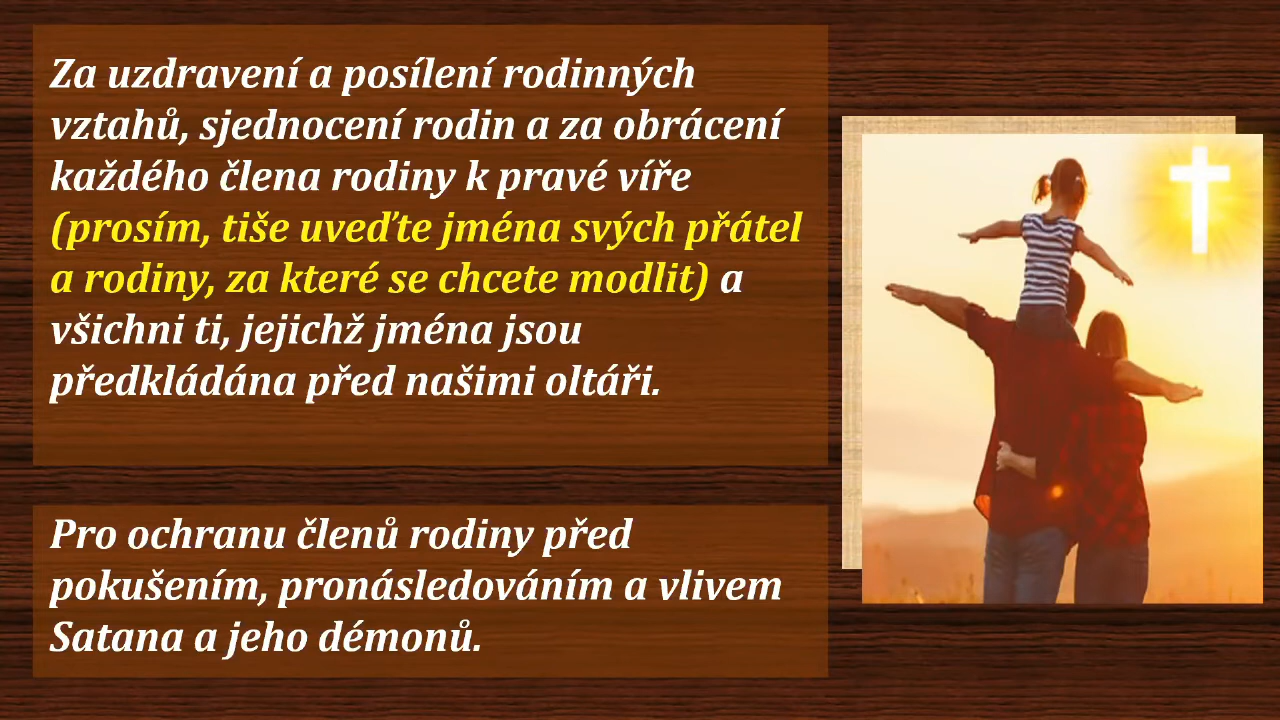 Za uzdravení a posílení rodinných
vztahů, sjednocení rodin a za obrácení
každého člena rodiny k pravé víře
(prosím, tiše uveďte jména svých přátel
a rodiny, za které se chcete modlit) a
všichni ti, jejichž jména jsou
předkládána před našimi oltáři.
Pro ochranu členů rodiny před
pokušením, pronásledováním a vlivem
Satana a jeho démonů.